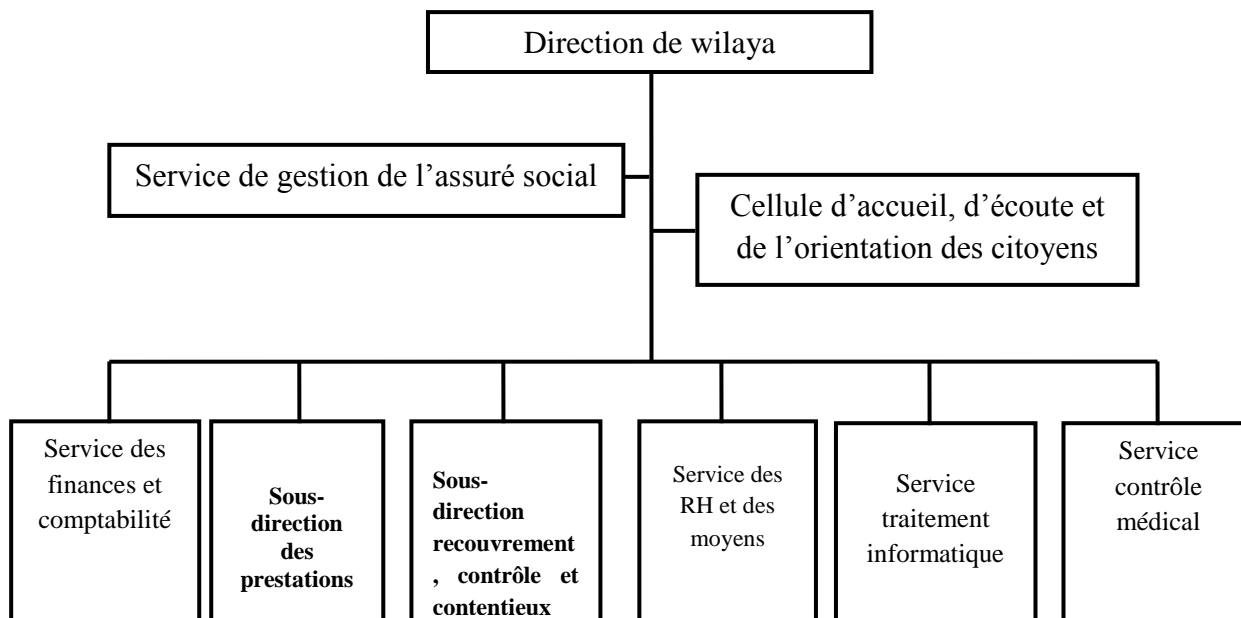 Direction de wilaya
Service de gestion de l’assuré social
Cellule d’accueil, d’écoute et
de l’orientation des citoyens
Service des
finances et
comptabilité
Sous-
direction
des
prestations
Sous-
direction
recouvrement
, contrôle et
contentieux
Service des
RH et des
moyens
Service
traitement
informatique
Service
contrôle
médical